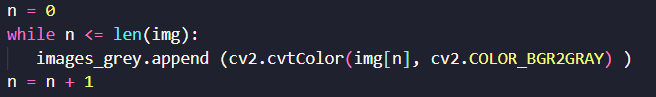 n = 0
while n <= len(img):
    images_grey.append (cv2.cvtColor(img[n], cv2.COLOR_BGR2GRAY) )
n = n + 1